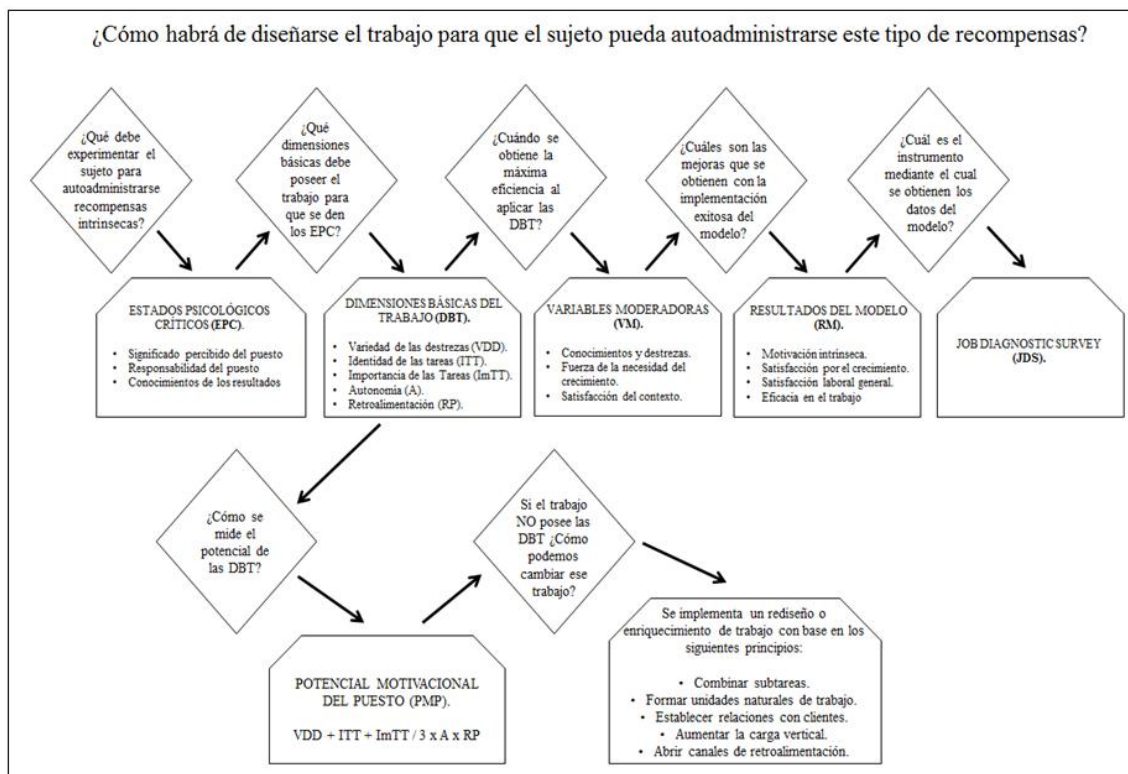 ¿Cómo habrá de diseñarse el trabajo para que el sujeto pueda autoadministrarse este tipo de recompensas?
¿Qué debe
experimentar el
sujeto para
autoadministrarse
recompensas
intrínsecas?
¿Qué
dimensiones
básicas debe
poseer el
trabajo para
que se den
los EPC?
¿Cuándo se
obtiene la
máxima
eficiencia al
aplicar las
DBT?
¿Cuáles son las
mejoras que se
obtienen con la
implementación
exitosa del
modelo?
¿Cuál es el
instrumento
mediante el cual
se obtienen los
datos del
modelo?
ESTADOS PSICOLÓGICOS
CRÍTICOS (EPC).
• Significado percibido del puesto
• Responsabilidad del puesto
• Conocimientos de los resultados
DIMENSIONES BÁSICAS DEL
TRABAJO (DBT).
• Variedad de las destrezas (VDD).
• Identidad de las tareas (ITT).
• Importancia de las Tareas (ImTT).
• Autonomía (A).
• Retroalimentación (RP).
VARIABLES MODERADORAS
(VM).
• Conocimientos y destrezas.
• Fuerza de la necesidad del
crecimiento.
• Satisfacción del contexto.
RESULTADOS DEL MODELO
(RM).
• Motivación intrínseca.
• Satisfacción por el crecimiento.
• Satisfacción laboral general.
• Eficacia en el trabajo
JOB DIAGNOSTIC SURVEY
(JDS).
¿Cómo se
mide el
potencial de
las DBT?
Si el trabajo
NO posee las
DBT ¿Cómo
podemos
cambiar ese
trabajo?
POTENCIAL MOTIVACIONAL
DEL PUESTO (PMP).
VDD + ITT + ImTT / 3 x A x RP
Se implementa un rediseño o
enriquecimiento de trabajo con base en los
siguientes principios:
• Combinar subtareas.
• Formar unidades naturales de trabajo.
• Establecer relaciones con clientes.
• Aumentar la carga vertical.
• Abrir canales de retroalimentación.